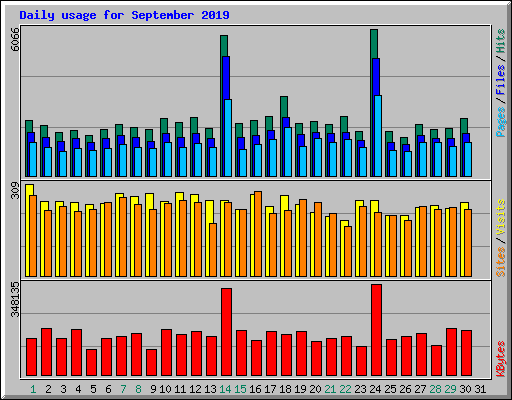 Daily usage for September 2019
6066
Pages / Files / Hits
309
Sites / Visits
348135
KBytes
1 2 3 4 5 6 7 8 9 10 11 12 13 14 15 16 17 18 19 20 21 22 23 24 25 26 27 28 29 30 31